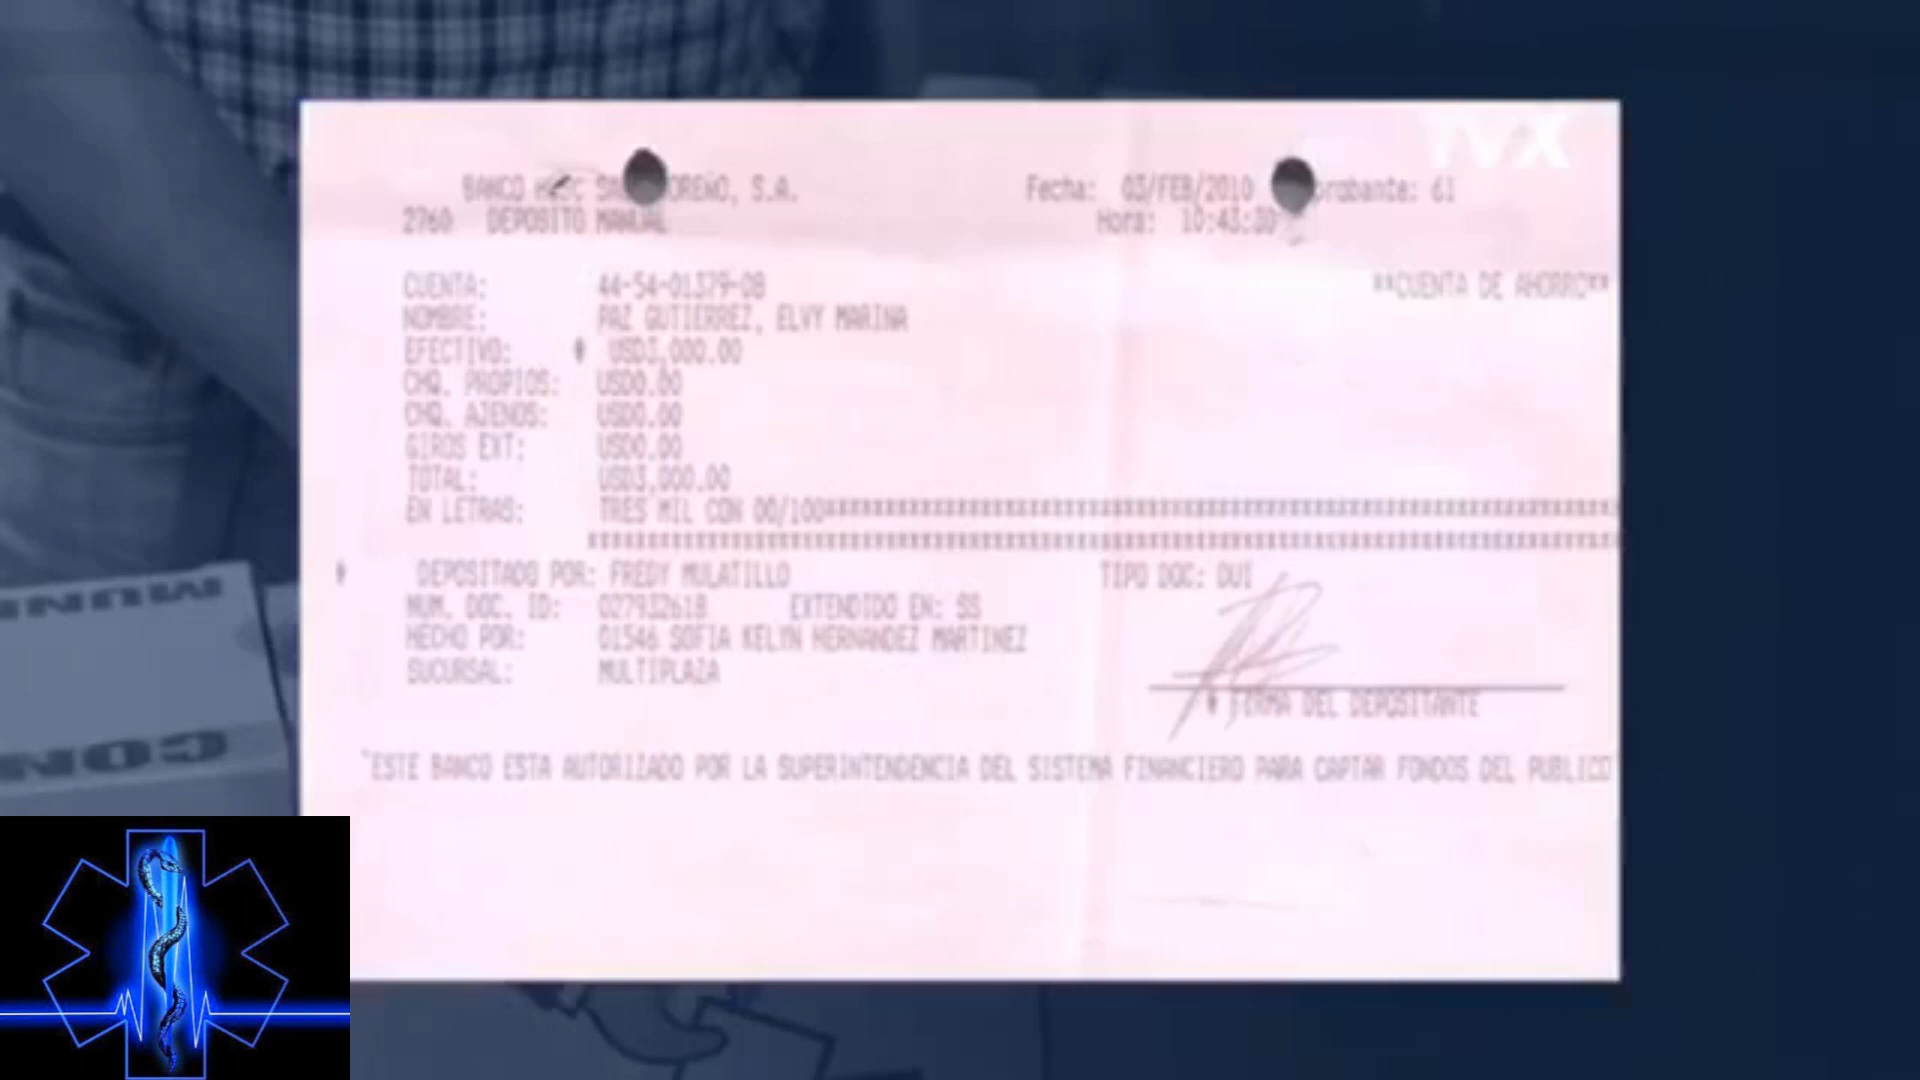 TVX
BANCO S.A. Fecha: 03/FEB/2010 61
2760 DEPOSITO MANUAL Hora: 10:43:30
CUENTA: 44-54-01379-08 **CUENTA DE AHORRO**
NOMBRE: PAZ GUTIERREZ, ELVY MARINA
EFECTIVO: USD3,000.00
CHQ. PROPIOS: USD0.00
CHQ. AJENOS: USD0.00
GIROS EXT: USD0.00
TOTAL: USD3,000.00
EN LETRAS: TRES MIL CON 00/100
DEPOSITADO POR: FREDY MULATILLO TIPO DOC: DUI
NUM. DOC. ID: EXTENDIDO EN: SS
HECHO POR: 01546 SOFIA KELYN HERNANDEZ MARTINEZ
SUCURSAL: MULTIPLAZA
FIRMA DEL DEPOSITANTE
"ESTE BANCO ESTA AUTORIZADO POR LA SUPERINTENDENCIA DEL SISTEMA FINANCIERO PARA CAPTAR FONDOS DEL PUBLICO